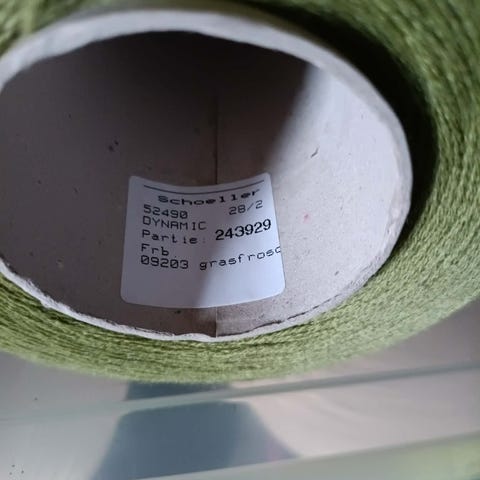 Schoeller
52490 28/2
DYNAMIC
Partie: 243929
Frb.
09203 grasfrosc